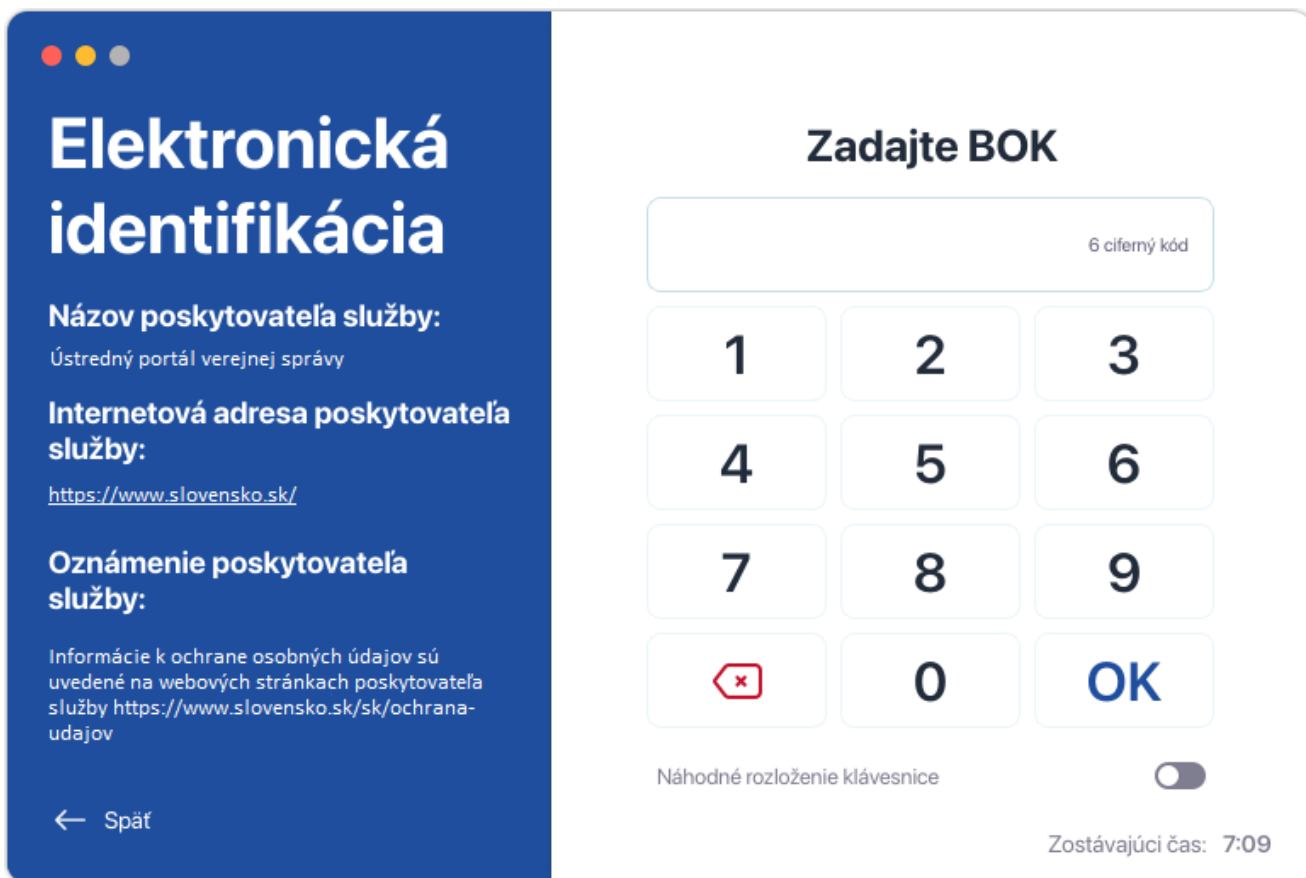 Elektronická
identifikácia
Názov poskytovateľa služby:
Ústredný portál verejnej správy
Internetová adresa poskytovateľa
služby:
https://www.slovensko.sk/
Oznámenie poskytovateľa
služby:
Informácie k ochrane osobných údajov sú
uvedené na webových stránkach poskytovateľa
služby https://www.slovensko.sk/sk/ochrana-
udajov
Späť
Zadajte BOK
6 ciferný kód
1 2 3
4 5 6
7 8 9
0 OK
Náhodné rozloženie klávesnice
Zostávajúci čas: 7:09